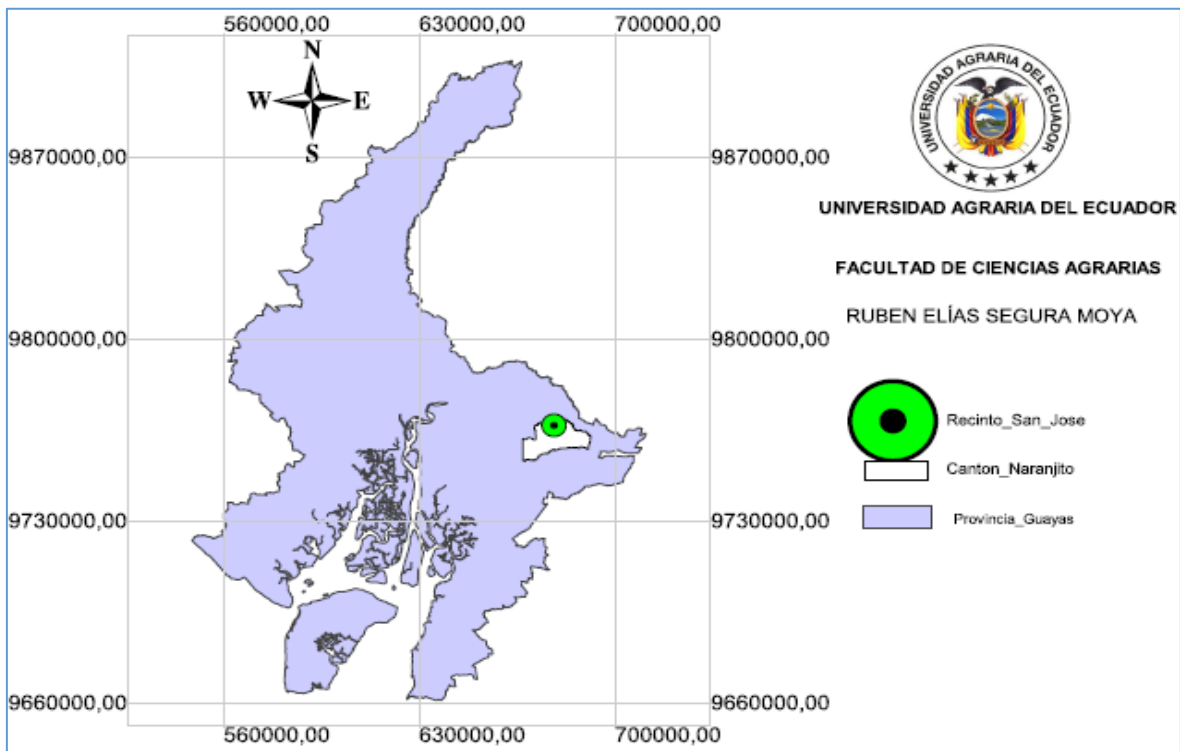 560000,00 630000,00 700000,00
N
W E
S
9870000,00 9870000,00
9800000,00 9800000,00
9730000,00 9730000,00
9660000,00 9660000,00
560000,00 630000,00 700000,00
UNIVERSIDAD AGRARIA DEL ECUADOR
UNIVERSIDAD AGRARIA DEL ECUADOR
FACULTAD DE CIENCIAS AGRARIAS
RUBEN ELÍAS SEGURA MOYA
Recinto_San_Jose
Canton_Naranjito
Provincia_Guayas